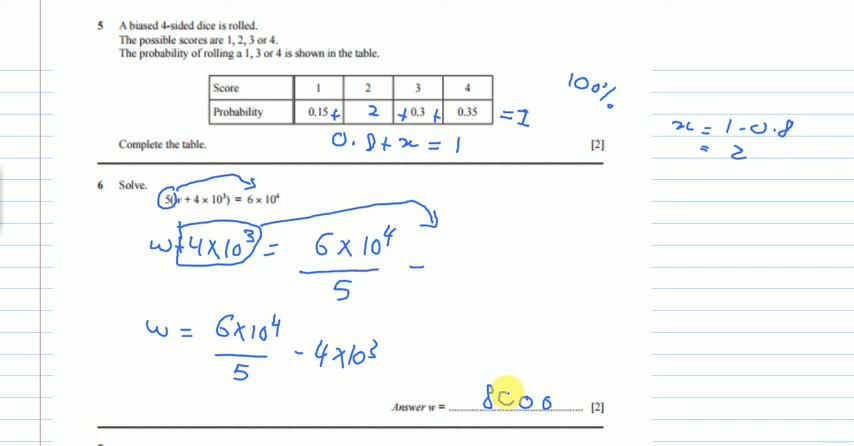 5 A biased 4-sided dice is rolled.
The possible scores are 1, 2, 3 or 4.
The probability of rolling a 1, 3 or 4 is shown in the table.
100%
Score 1 2 3 4
Probability 0.15 + 2 + 0.3 + 0.35 = 1
x = 1 - 0.8
= 2
0.8 + x = 1
Complete the table. [2]
6 Solve.
5(w + 4 × 10³) = 6 × 10⁴
w + 4 × 10³ = 6 × 10⁴ / 5 -
w = 6 × 10⁴ / 5 - 4 × 10³
Answer w = 8000 [2]